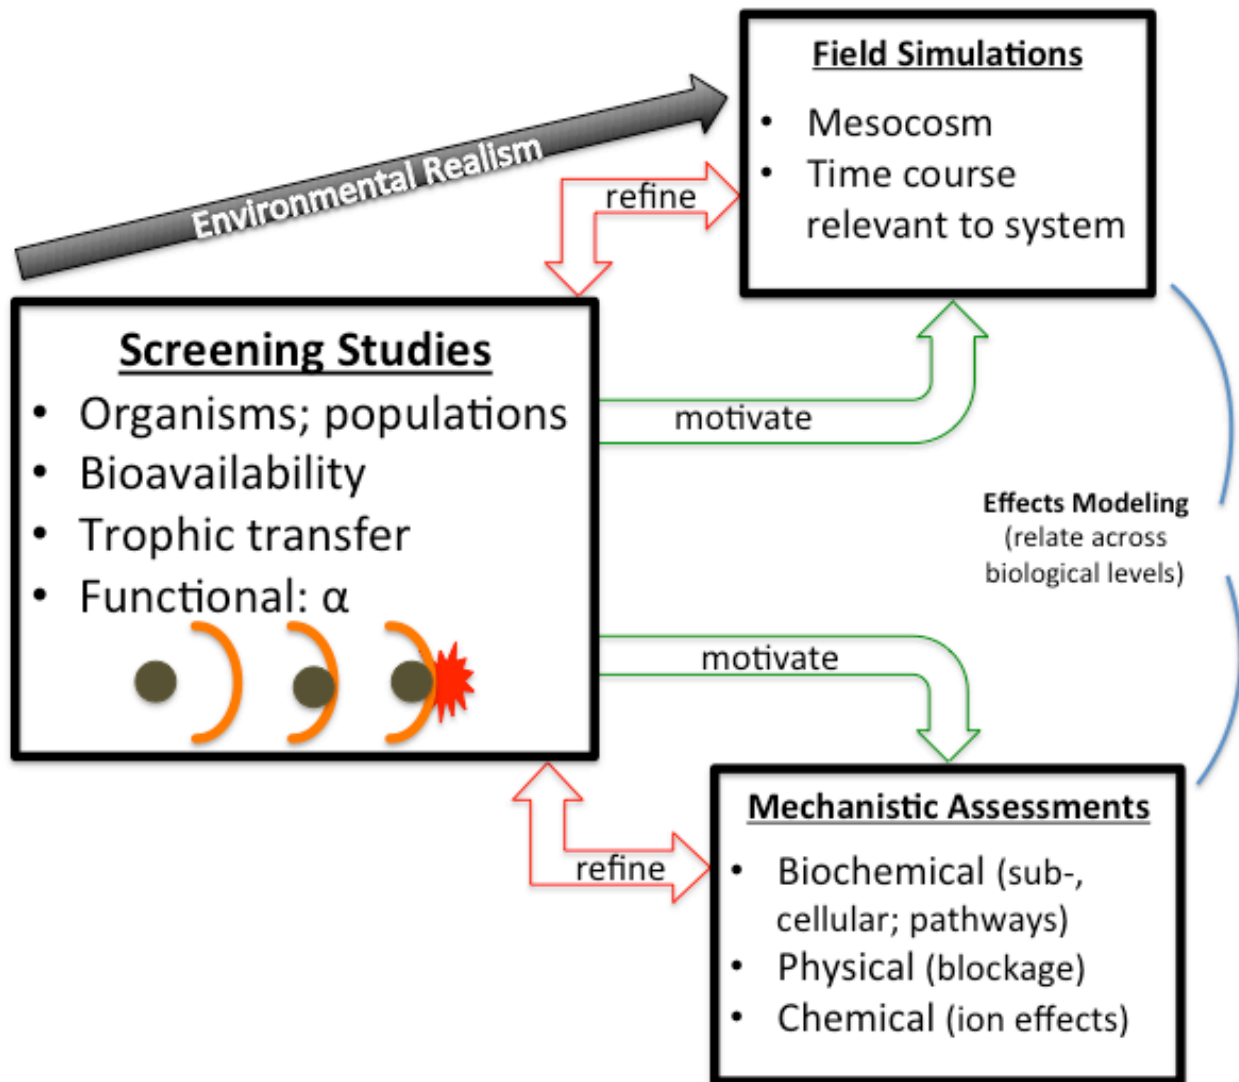 Field Simulations
• Mesocosm
• Time course
relevant to system
Environmental Realism
refine
Screening Studies
• Organisms; populations
• Bioavailability
• Trophic transfer
• Functional: α
motivate
Effects Modeling
(relate across
biological levels)
motivate
refine
Mechanistic Assessments
• Biochemical (sub-,
cellular; pathways)
• Physical (blockage)
• Chemical (ion effects)